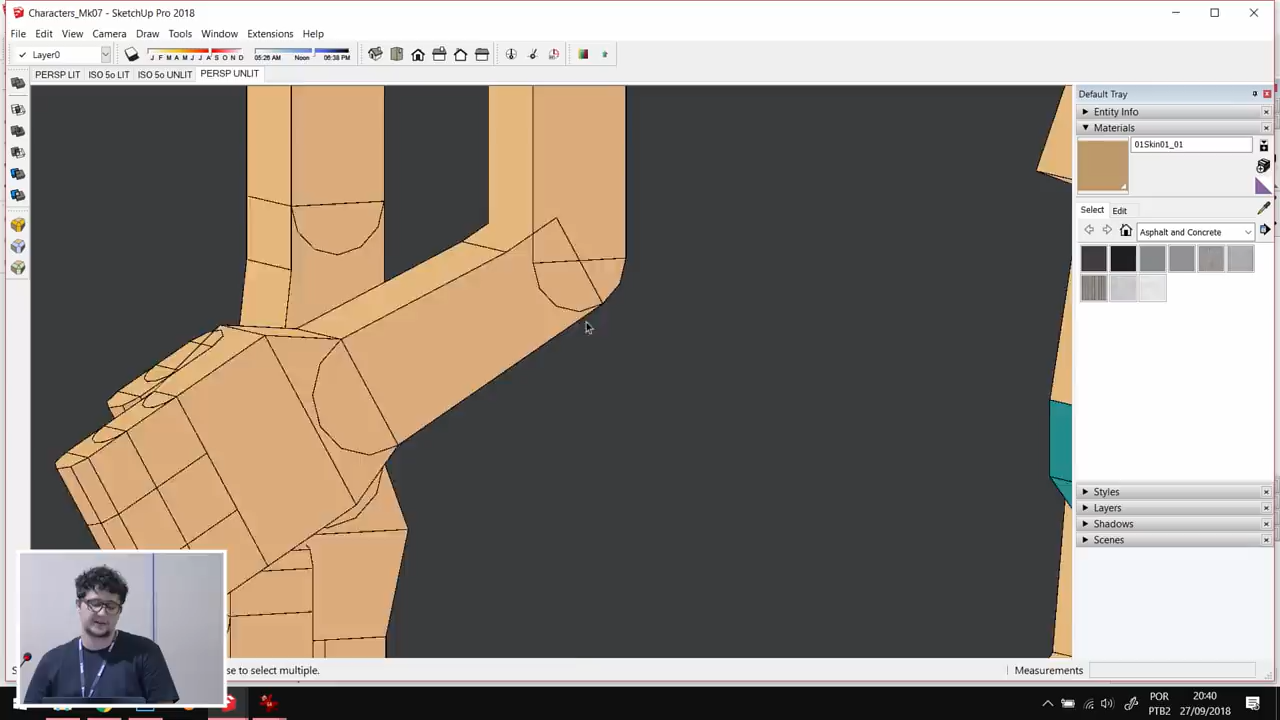 Characters_Mk07 - SketchUp Pro 2018
File Edit View Camera Draw Tools Window Extensions Help
Layer0
J F M A M J J A S O N D
05:26 AM Noon 06:38 PM
PERSP LIT ISO 5o LIT ISO 5o UNLIT PERSP UNLIT
Default Tray
Entity Info
Materials
01Skin01_01
Select Edit
Asphalt and Concrete
Styles
Layers
Shadows
Scenes
se to select multiple.
Measurements
POR
PTB2
20:40
27/09/2018